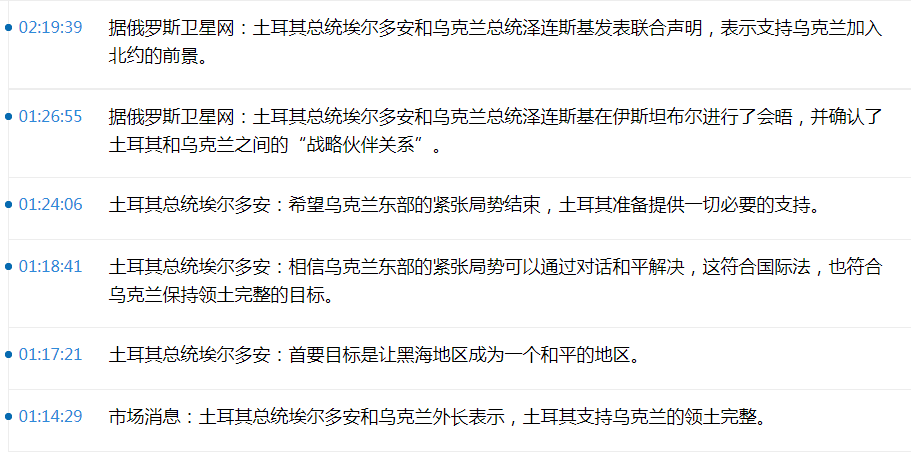 02:19:39 据俄罗斯卫星网：土耳其总统埃尔多安和乌克兰总统泽连斯基发表联合声明，表示支持乌克兰加入
北约的前景。
01:26:55 据俄罗斯卫星网：土耳其总统埃尔多安和乌克兰总统泽连斯基在伊斯坦布尔进行了会晤，并确认了
土耳其和乌克兰之间的“战略伙伴关系”。
01:24:06 土耳其总统埃尔多安：希望乌克兰东部的紧张局势结束，土耳其准备提供一切必要的支持。
01:18:41 土耳其总统埃尔多安：相信乌克兰东部的紧张局势可以通过对话和平解决，这符合国际法，也符合
乌克兰保持领土完整的目标。
01:17:21 土耳其总统埃尔多安：首要目标是让黑海地区成为一个和平的地区。
01:14:29 市场消息：土耳其总统埃尔多安和乌克兰外长表示，土耳其支持乌克兰的领土完整。